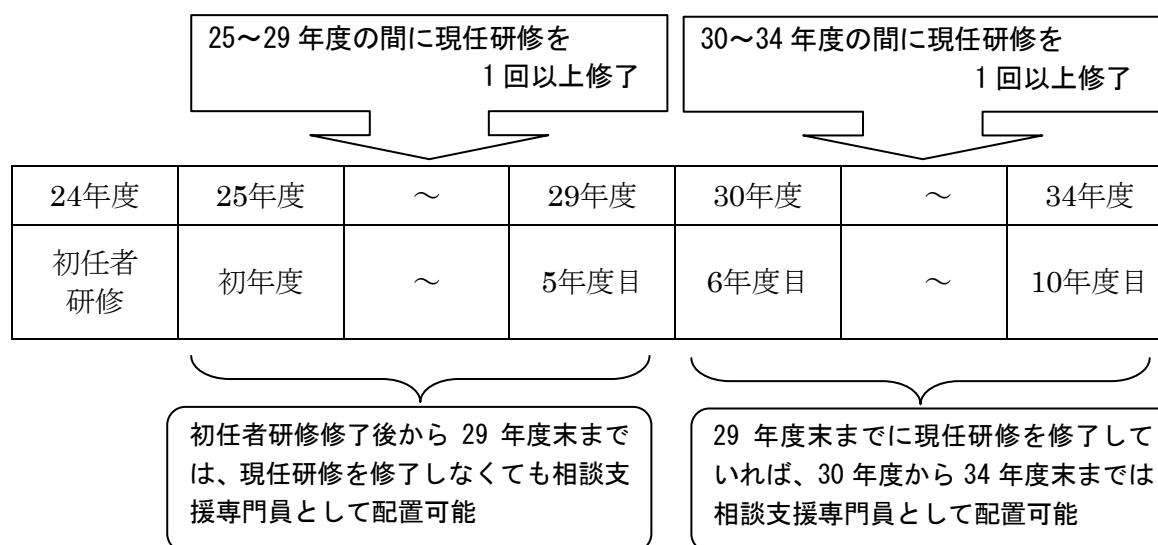 25～29 年度の間に現任研修を
1 回以上修了
30～34 年度の間に現任研修を
1 回以上修了
24年度 25年度 ～ 29年度 30年度 ～ 34年度
初任者
研修
初年度 ～ 5年度目 6年度目 ～ 10年度目
初任者研修修了後から 29 年度末まで
は、現任研修を修了しなくても相談支
援専門員として配置可能
29 年度末までに現任研修を修了して
いれば、30 年度から 34 年度末までは
相談支援専門員として配置可能